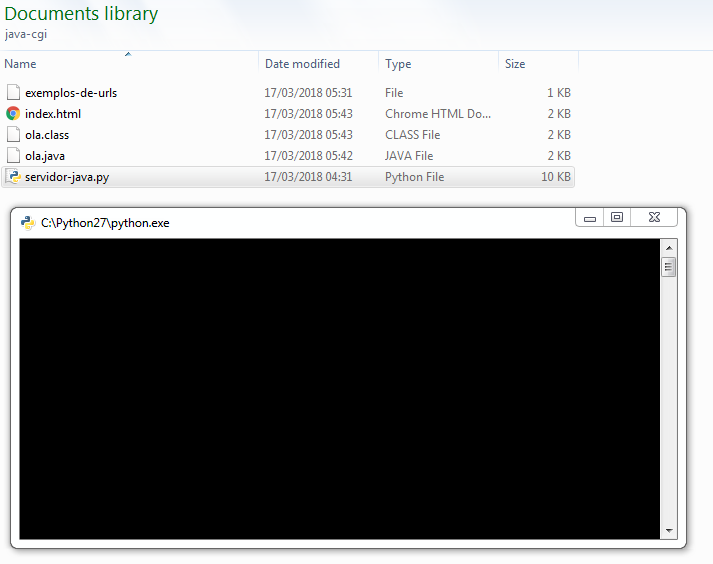 Documents library
java-cgi
Name Date modified Type Size
exemplos-de-urls 17/03/2018 05:31 File 1 KB
index.html 17/03/2018 05:43 Chrome HTML Do... 2 KB
ola.class 17/03/2018 05:43 CLASS File 2 KB
ola.java 17/03/2018 05:42 JAVA File 2 KB
servidor-java.py 17/03/2018 04:31 Python File 10 KB
C:\Python27\python.exe